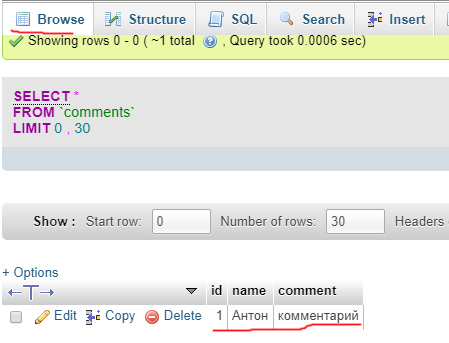 Browse Structure SQL Search Insert
Showing rows 0 - 0 ( ~1 total , Query took 0.0006 sec)
SELECT *
FROM `comments`
LIMIT 0 , 30
Show : Start row: 0 Number of rows: 30 Headers
+ Options
←T→ id name comment
Edit Copy Delete 1 Антон комментарий